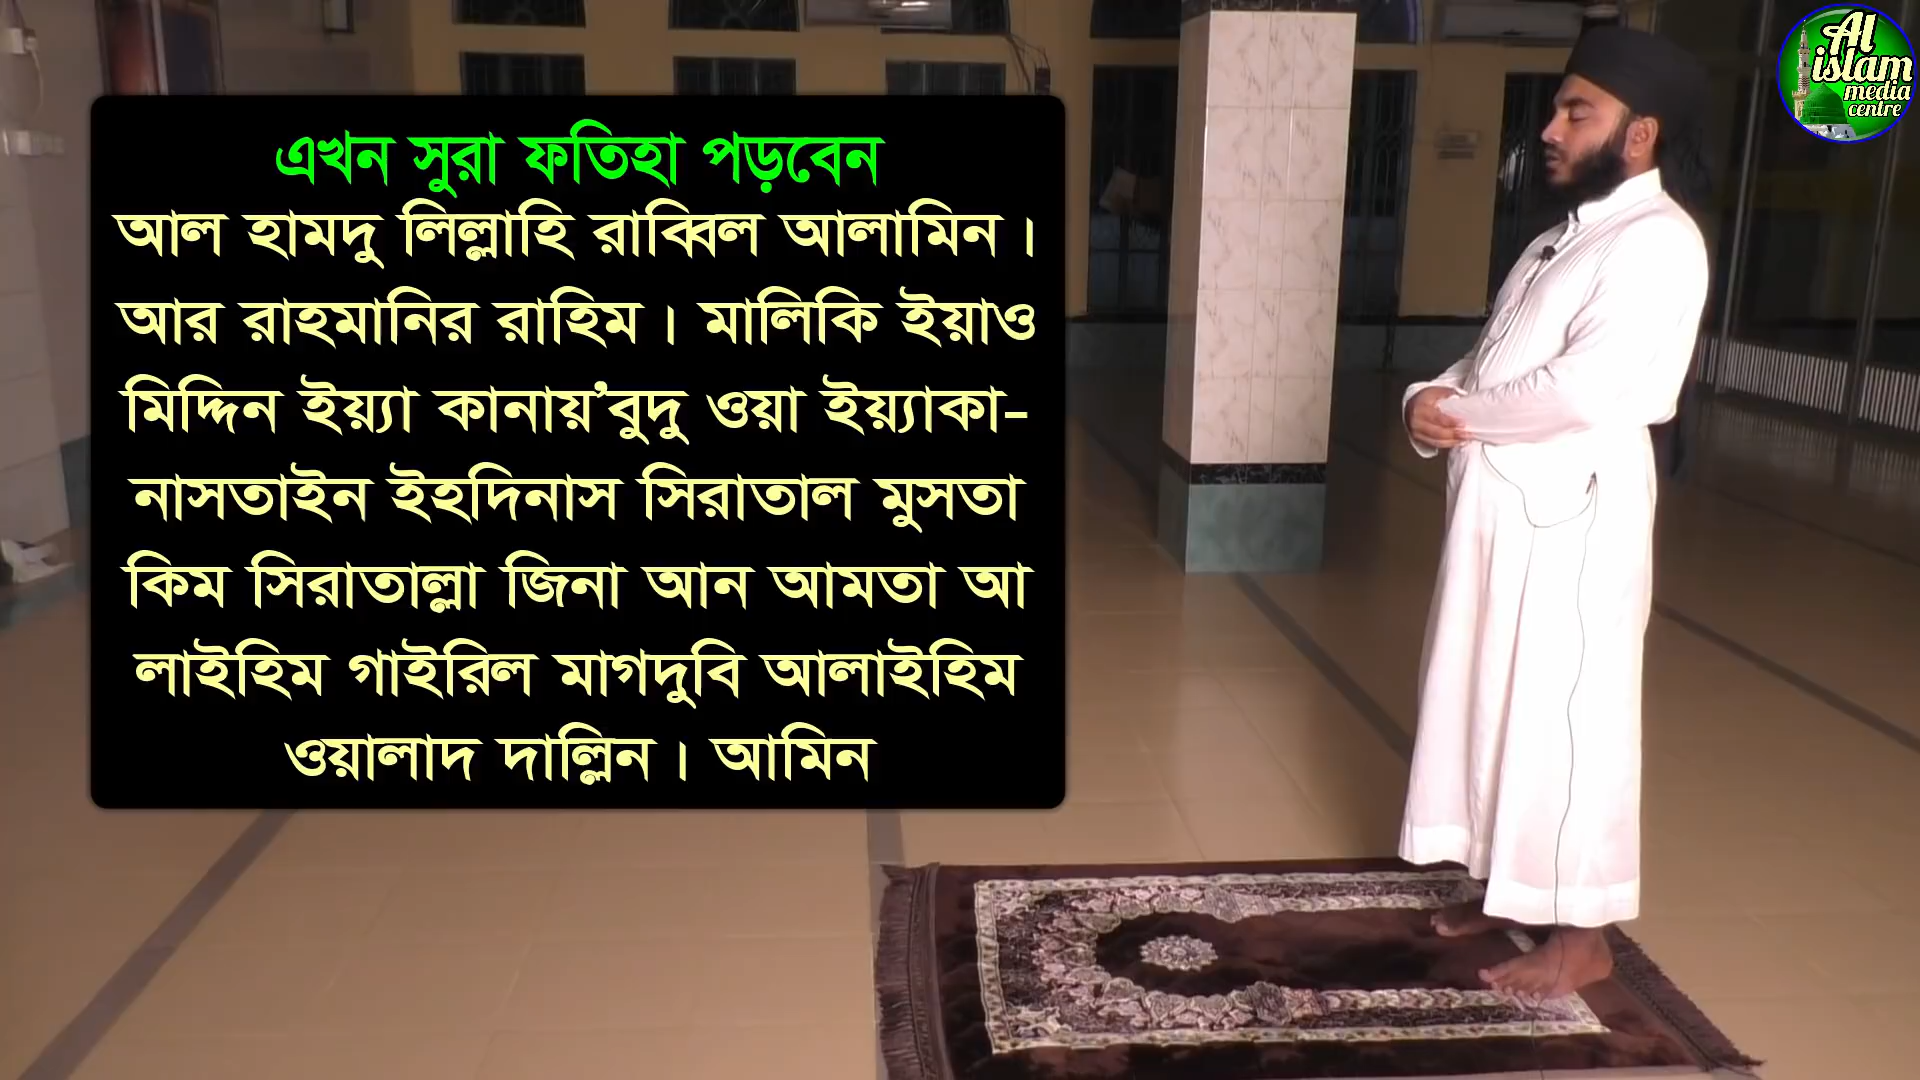 এখন সুরা ফতিহা পড়বেন
আল হামদু লিল্লাহি রাব্বিল আলামিন।
আর রাহমানির রাহিম। মালিকি ইয়াও
মিদ্দিন ইয়্যা কানায়’বুদু ওয়া ইয়্যাকা-
নাসতাইন ইহদিনাস সিরাতাল মুসতা
কিম সিরাতাল্লা জিনা আন আমতা আ
লাইহিম গাইরিল মাগদুবি আলাইহিম
ওয়ালাদ দাল্লিন। আমিন
Al
islam
media
centre